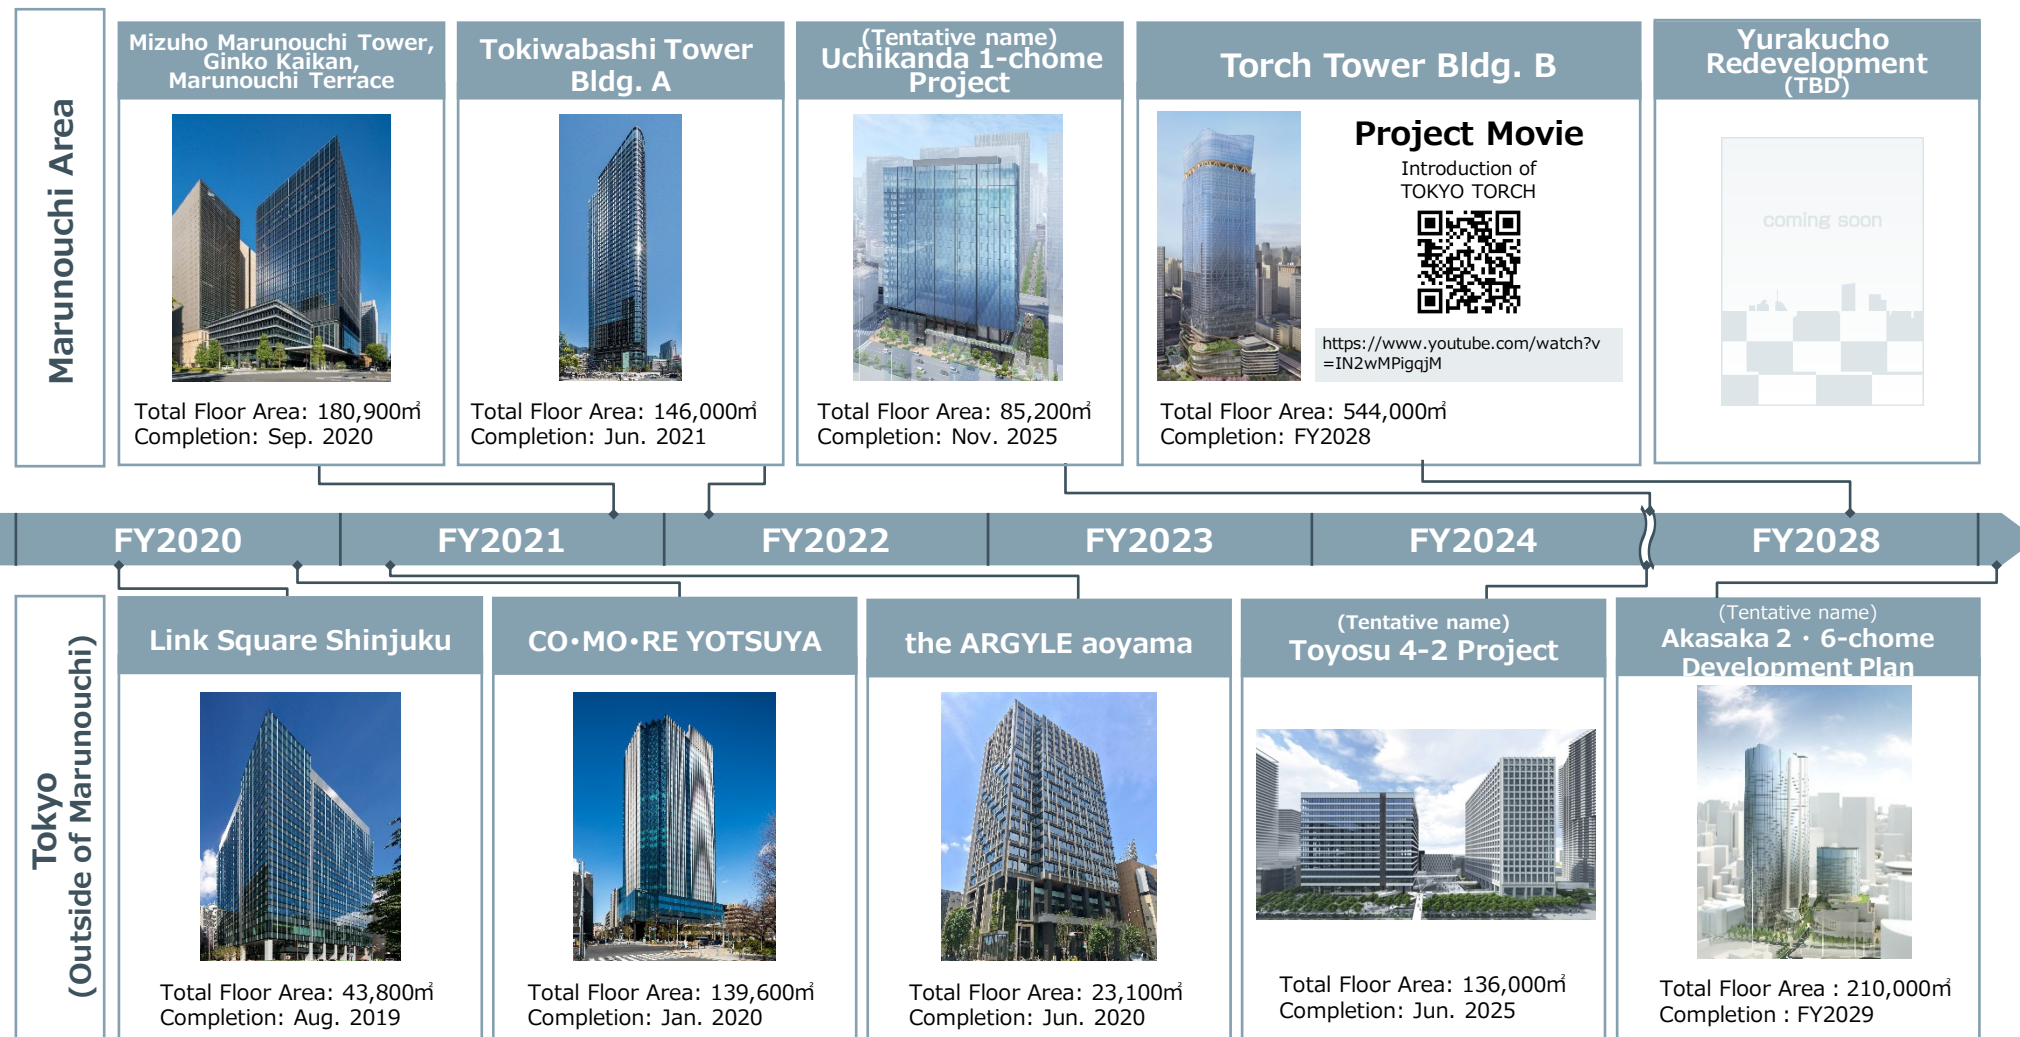 Marunouchi Area
Mizuho Marunouchi Tower,
Ginko Kaikan,
Marunouchi Terrace
Total Floor Area: 180,900㎡
Completion: Sep. 2020
Tokiwabashi Tower
Bldg. A
Total Floor Area: 146,000㎡
Completion: Jun. 2021
(Tentative name)
Uchikanda 1-chome
Project
Total Floor Area: 85,200㎡
Completion: Nov. 2025
Torch Tower Bldg. B
Project Movie
Introduction of
TOKYO TORCH
https://www.youtube.com/watch?v
=IN2wMPigqjM
Total Floor Area: 544,000㎡
Completion: FY2028
Yurakucho
Redevelopment
(TBD)
coming soon
FY2020
FY2021
FY2022
FY2023
FY2024
FY2028
Tokyo
(Outside of Marunouchi)
Link Square Shinjuku
Total Floor Area: 43,800㎡
Completion: Aug. 2019
CO・MO・RE YOTSUYA
Total Floor Area: 139,600㎡
Completion: Jan. 2020
the ARGYLE aoyama
Total Floor Area: 23,100㎡
Completion: Jun. 2020
(Tentative name)
Toyosu 4-2 Project
Total Floor Area: 136,000㎡
Completion: Jun. 2025
(Tentative name)
Akasaka 2・6-chome
Development Plan
Total Floor Area : 210,000㎡
Completion : FY2029